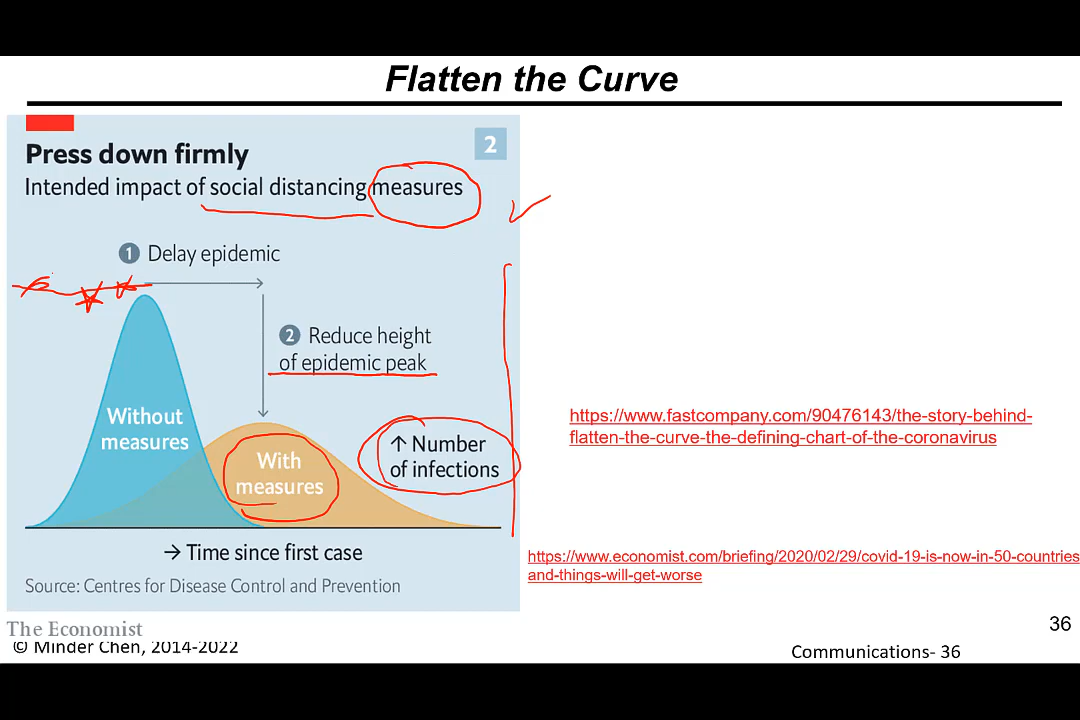 Flatten the Curve
Press down firmly
2
Intended impact of social distancing measures
1 Delay epidemic
2 Reduce height
of epidemic peak
Without
measures
With
measures
↑ Number
of infections
→ Time since first case
Source: Centres for Disease Control and Prevention
The Economist
https://www.fastcompany.com/90476143/the-story-behind-
flatten-the-curve-the-defining-chart-of-the-coronavirus
https://www.economist.com/briefing/2020/02/29/covid-19-is-now-in-50-countries
and-things-will-get-worse
36
© Minder Chen, 2014-2022
Communications- 36